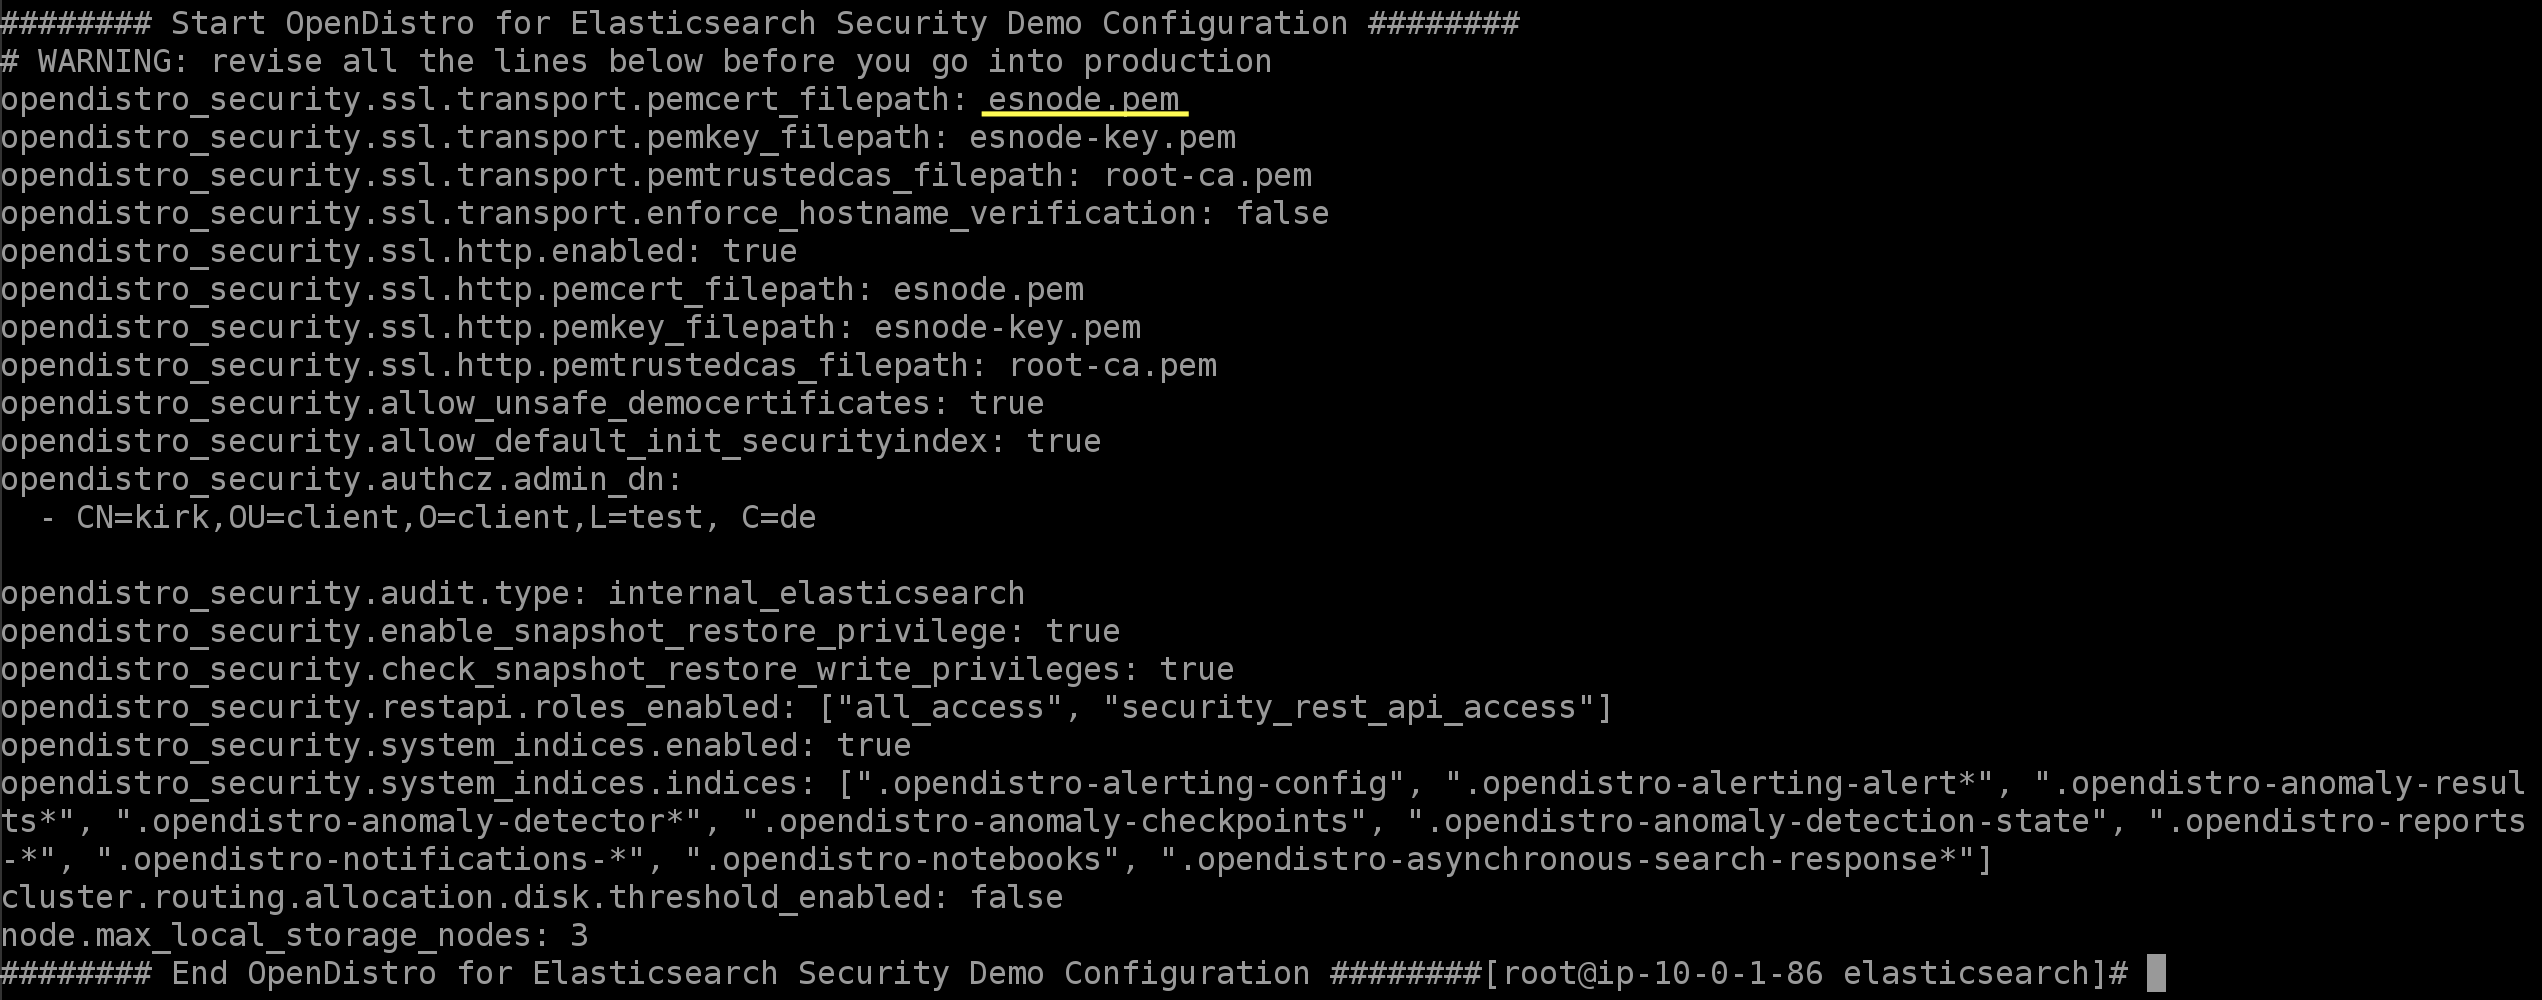 ######## Start OpenDistro for Elasticsearch Security Demo Configuration ########
# WARNING: revise all the lines below before you go into production
opendistro_security.ssl.transport.pemcert_filepath: esnode.pem
opendistro_security.ssl.transport.pemkey_filepath: esnode-key.pem
opendistro_security.ssl.transport.pemtrustedcas_filepath: root-ca.pem
opendistro_security.ssl.transport.enforce_hostname_verification: false
opendistro_security.ssl.http.enabled: true
opendistro_security.ssl.http.pemcert_filepath: esnode.pem
opendistro_security.ssl.http.pemkey_filepath: esnode-key.pem
opendistro_security.ssl.http.pemtrustedcas_filepath: root-ca.pem
opendistro_security.allow_unsafe_democertificates: true
opendistro_security.allow_default_init_securityindex: true
opendistro_security.authcz.admin_dn:
  - CN=kirk,OU=client,O=client,L=test, C=de
opendistro_security.audit.type: internal_elasticsearch
opendistro_security.enable_snapshot_restore_privilege: true
opendistro_security.check_snapshot_restore_write_privileges: true
opendistro_security.restapi.roles_enabled: ["all_access", "security_rest_api_access"]
opendistro_security.system_indices.enabled: true
opendistro_security.system_indices.indices: [".opendistro-alerting-config", ".opendistro-alerting-alert*", ".opendistro-anomaly-resul
ts*", ".opendistro-anomaly-detector*", ".opendistro-anomaly-checkpoints", ".opendistro-anomaly-detection-state", ".opendistro-reports
-*", ".opendistro-notifications-*", ".opendistro-notebooks", ".opendistro-asynchronous-search-response*"]
cluster.routing.allocation.disk.threshold_enabled: false
node.max_local_storage_nodes: 3
######## End OpenDistro for Elasticsearch Security Demo Configuration ########[root@ip-10-0-1-86 elasticsearch]#